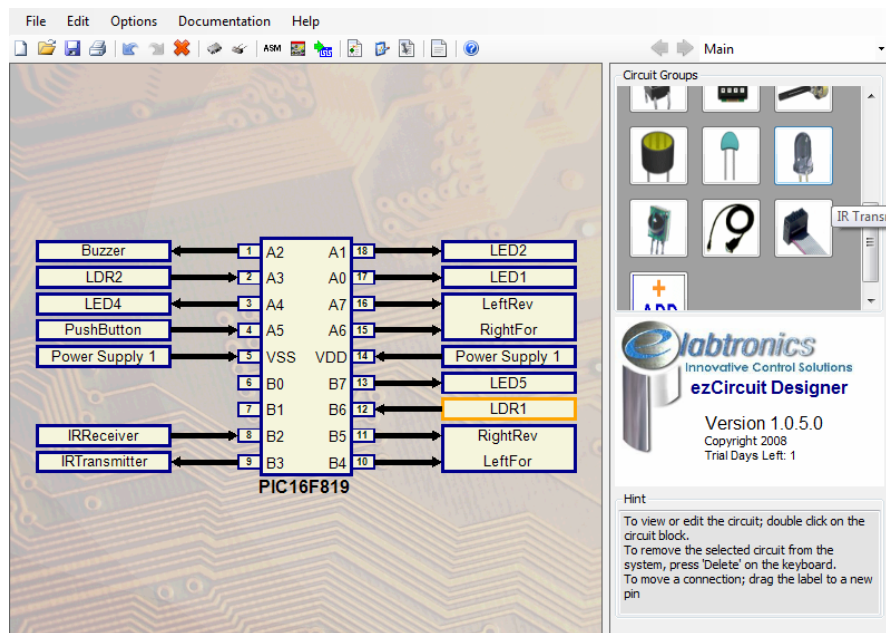 File Edit Options Documentation Help
ASM
Main
Circuit Groups
IR Trans
+
ADD
Buzzer 1 A2 A1 18 LED2
LDR2 2 A3 A0 17 LED1
LED4 3 A4 A7 16 LeftRev
PushButton 4 A5 A6 15 RightFor
Power Supply 1 5 VSS VDD 14 Power Supply 1
6 B0 B7 13 LED5
7 B1 B6 12 LDR1
IRReceiver 8 B2 B5 11 RightRev
IRTransmitter 9 B3 B4 10 LeftFor
PIC16F819
elabtronics
Innovative Control Solutions
ezCircuit Designer
Version 1.0.5.0
Copyright 2008
Trial Days Left: 1
Hint
To view or edit the circuit; double click on the
circuit block.
To remove the selected circuit from the
system, press 'Delete' on the keyboard.
To move a connection; drag the label to a new
pin